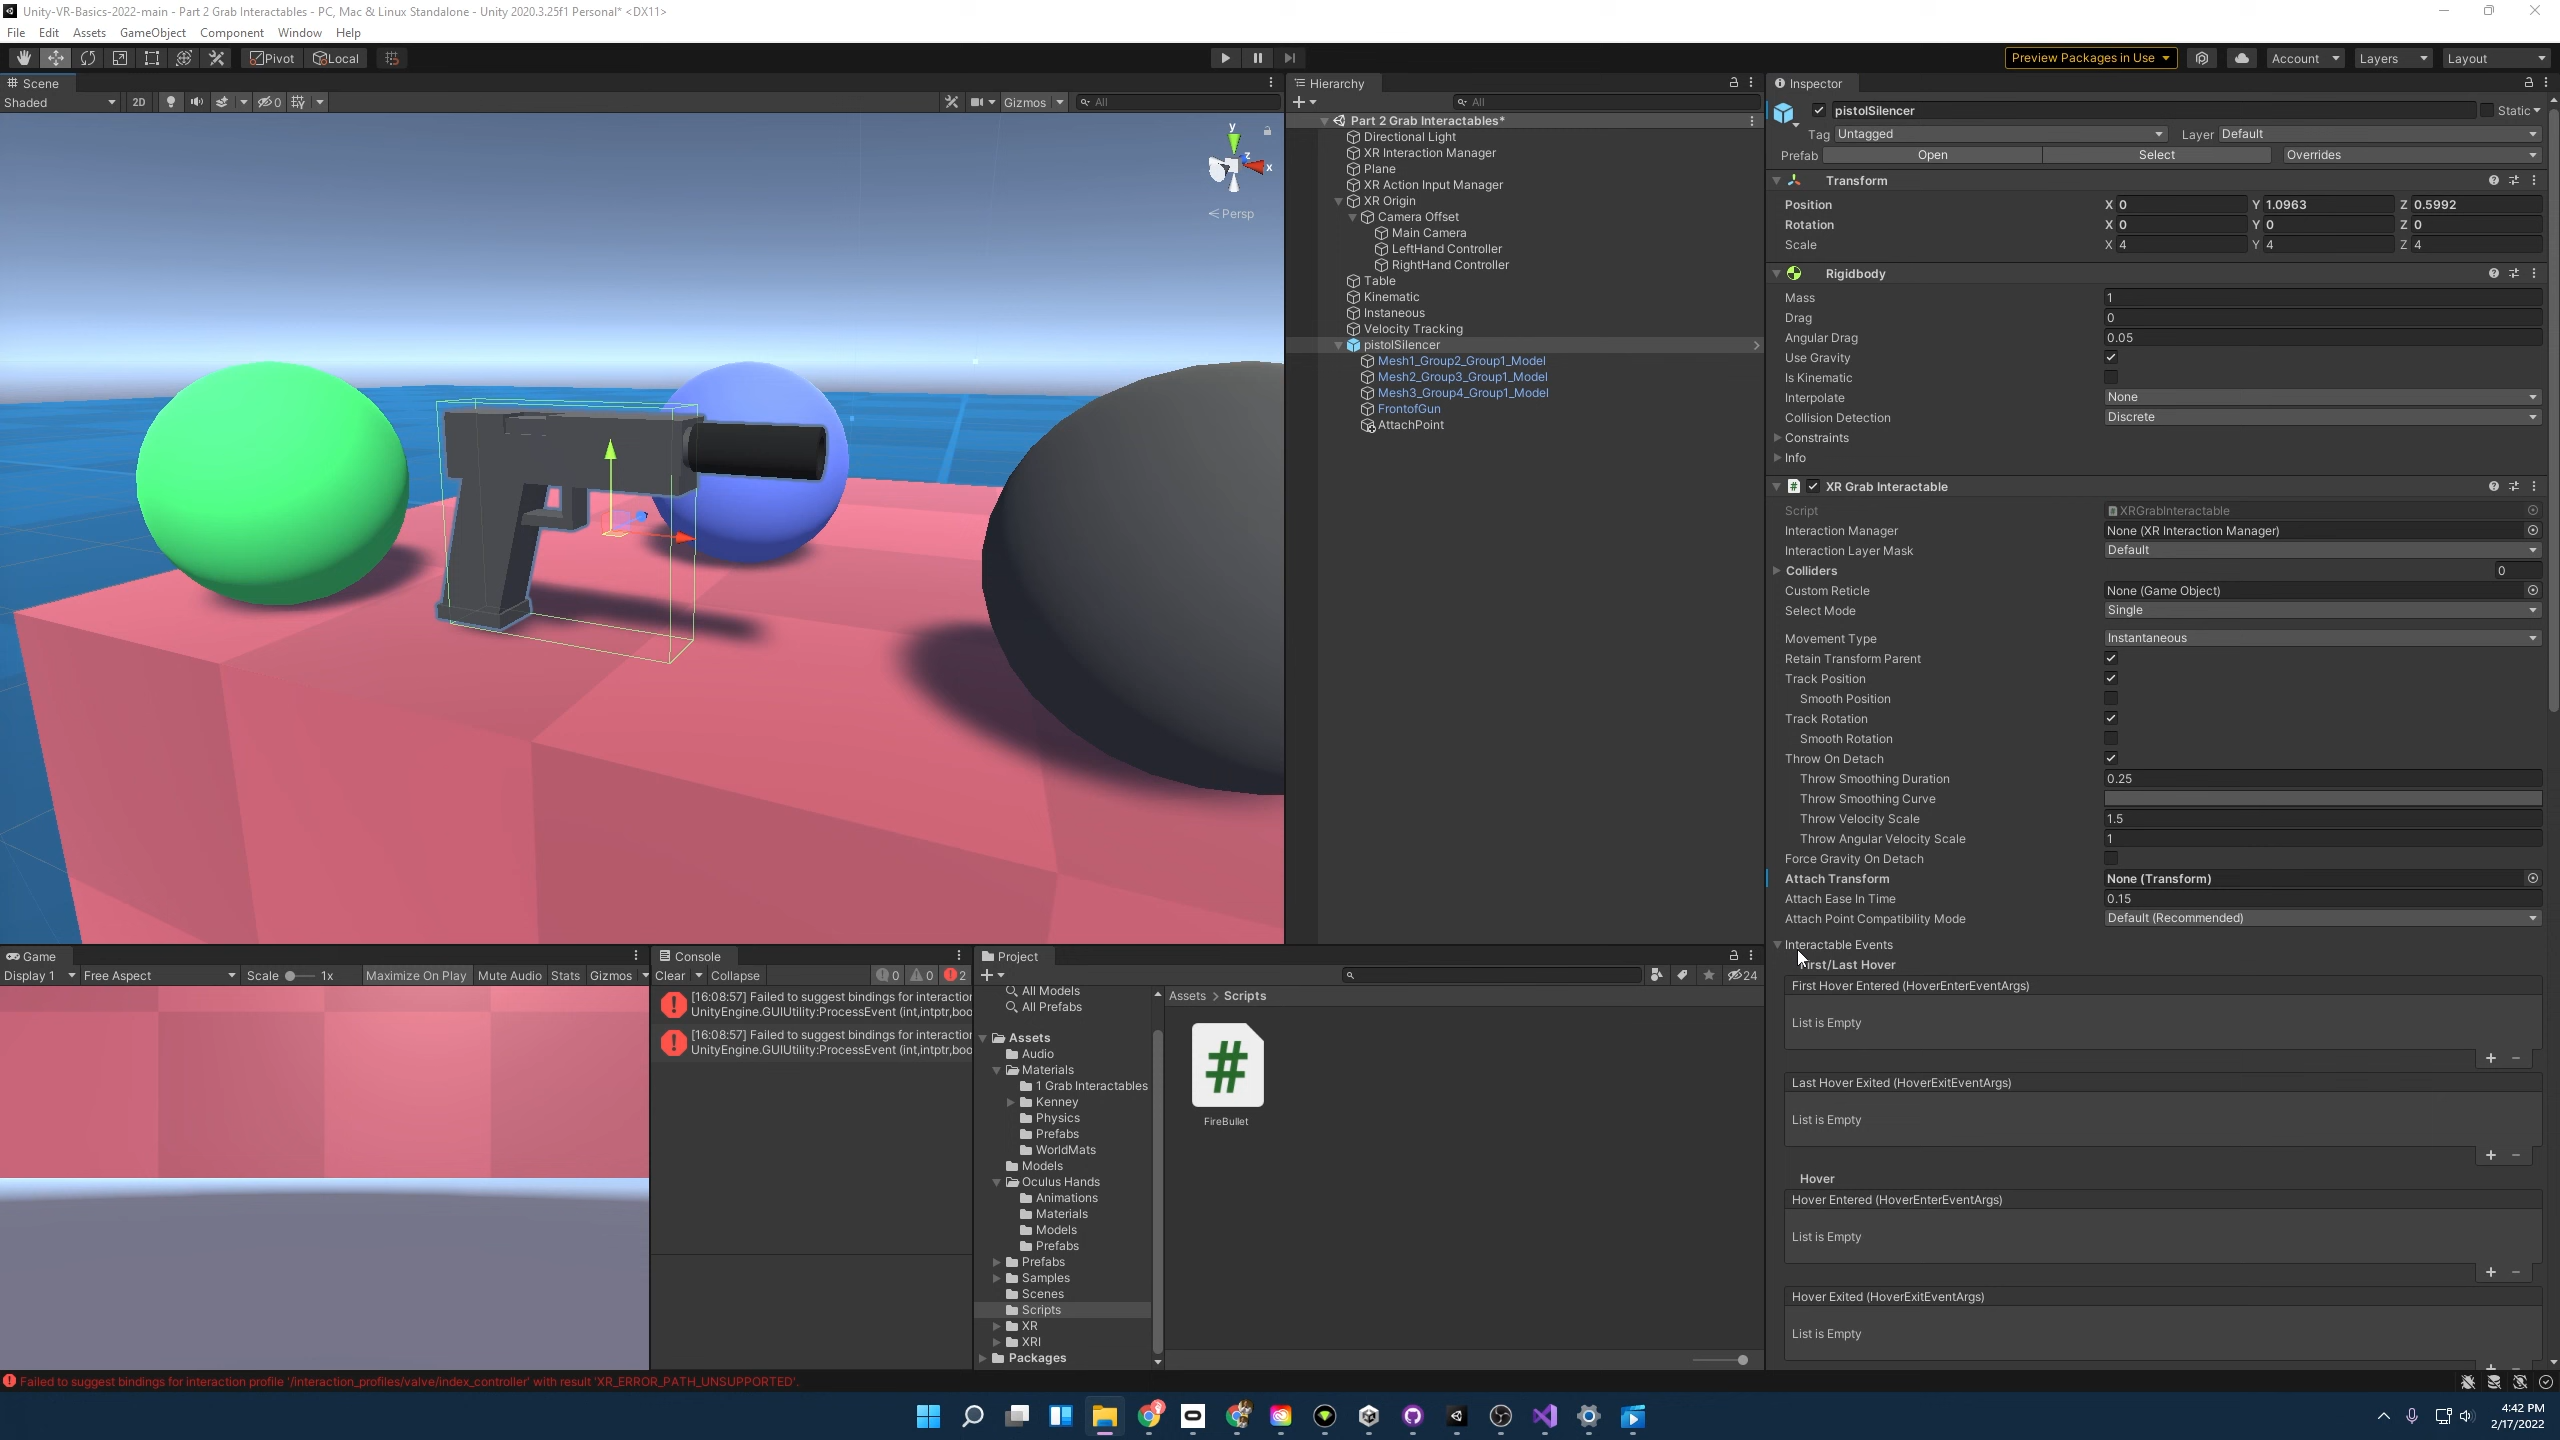 Unity-VR-Basics-2022-main - Part 2 Grab Interactables - PC, Mac & Linux Standalone - Unity 2020.3.25f1 Personal* <DX11>
File Edit Assets GameObject Component Window Help
Pivot Local Preview Packages in Use Account Layers Layout
Scene
Shaded 2D 0 Gizmos All
y
x
z
Persp
Hierarchy
All
Part 2 Grab Interactables*
Directional Light
XR Interaction Manager
Plane
XR Action Input Manager
XR Origin
Camera Offset
Main Camera
LeftHand Controller
RightHand Controller
Table
Kinematic
Instaneous
Velocity Tracking
pistolSilencer
Mesh1_Group2_Group1_Model
Mesh2_Group3_Group1_Model
Mesh3_Group4_Group1_Model
FrontofGun
AttachPoint
Inspector
pistolSilencer Static
Tag Untagged Layer Default
Prefab Open Select Overrides
Transform
Position X 0 Y 1.0963 Z 0.5992
Rotation X 0 Y 0 Z 0
Scale X 4 Y 4 Z 4
Rigidbody
Mass 1
Drag 0
Angular Drag 0.05
Use Gravity
Is Kinematic
Interpolate None
Collision Detection Discrete
Constraints
Info
XR Grab Interactable
Script XRGrabInteractable
Interaction Manager None (XR Interaction Manager)
Interaction Layer Mask Default
Colliders 0
Custom Reticle None (Game Object)
Select Mode Single
Movement Type Instantaneous
Retain Transform Parent
Track Position
Smooth Position
Track Rotation
Smooth Rotation
Throw On Detach
Throw Smoothing Duration 0.25
Throw Smoothing Curve
Throw Velocity Scale 1.5
Throw Angular Velocity Scale 1
Force Gravity On Detach
Attach Transform None (Transform)
Attach Ease In Time 0.15
Attach Point Compatibility Mode Default (Recommended)
Interactable Events
First/Last Hover
First Hover Entered (HoverEnterEventArgs)
List is Empty
Last Hover Exited (HoverExitEventArgs)
List is Empty
Hover
Hover Entered (HoverEnterEventArgs)
List is Empty
Hover Exited (HoverExitEventArgs)
List is Empty
Game
Display 1 Free Aspect Scale 1x Maximize On Play Mute Audio Stats Gizmos
Console
Clear Collapse 0 0 2
[16:08:57] Failed to suggest bindings for interaction
UnityEngine.GUIUtility:ProcessEvent (int,intptr,boo
[16:08:57] Failed to suggest bindings for interaction
UnityEngine.GUIUtility:ProcessEvent (int,intptr,boo
Project
24
All Models
All Prefabs
Assets
Audio
Materials
1 Grab Interactables
Kenney
Physics
Prefabs
WorldMats
Models
Oculus Hands
Animations
Materials
Models
Prefabs
Prefabs
Samples
Scenes
Scripts
XR
XRI
Packages
Assets > Scripts
FireBullet
Failed to suggest bindings for interaction profile '/interaction_profiles/valve/index_controller' with result 'XR_ERROR_PATH_UNSUPPORTED'.
4:42 PM
2/17/2022